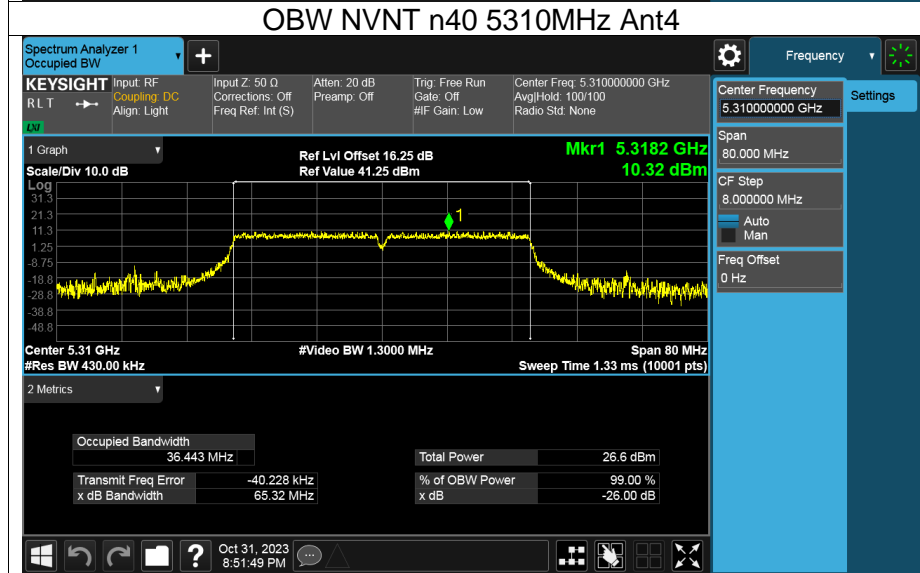 OBW NVNT n40 5310MHz Ant4
Spectrum Analyzer 1
Occupied BW
+
Frequency
KEYSIGHT
RLT
LXI
Input: RF
Coupling: DC
Align: Light
Input Z: 50 Ω
Corrections: Off
Freq Ref: Int (S)
Atten: 20 dB
Preamp: Off
Trig: Free Run
Gate: Off
#IF Gain: Low
Center Freq: 5.310000000 GHz
Avg|Hold: 100/100
Radio Std: None
Center Frequency
5.310000000 GHz
Settings
Span
80.000 MHz
CF Step
8.000000 MHz
Auto
Man
Freq Offset
0 Hz
1 Graph
Scale/Div 10.0 dB
Ref Lvl Offset 16.25 dB
Ref Value 41.25 dBm
Mkr1 5.3182 GHz
10.32 dBm
Log
31.3
21.3
11.3
1.25
-8.75
-18.8
-28.8
-38.8
-48.8
1
Center 5.31 GHz
#Video BW 1.3000 MHz
Span 80 MHz
#Res BW 430.00 kHz
Sweep Time 1.33 ms (10001 pts)
2 Metrics
Occupied Bandwidth
36.443 MHz
Total Power 26.6 dBm
Transmit Freq Error -40.228 kHz
% of OBW Power 99.00 %
x dB Bandwidth 65.32 MHz
x dB -26.00 dB
?
Oct 31, 2023
8:51:49 PM